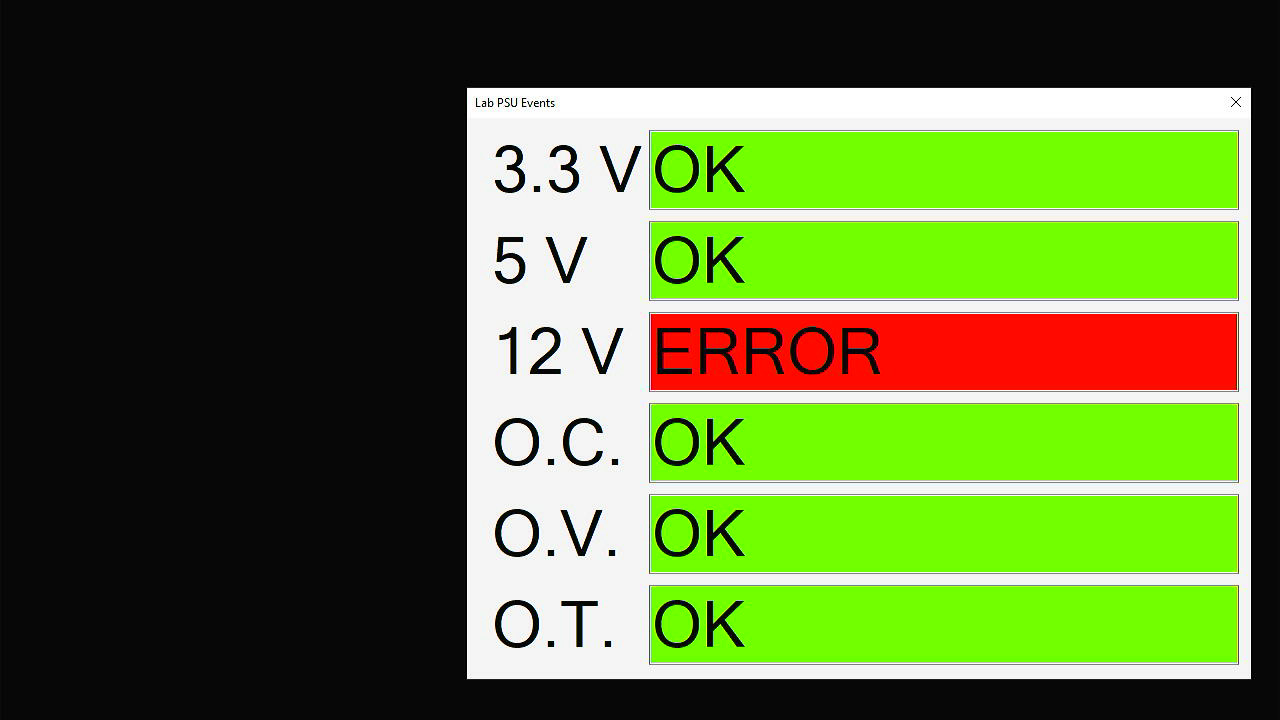 Lab PSU Events
3.3 V OK
5 V OK
12 V ERROR
O.C. OK
O.V. OK
O.T. OK